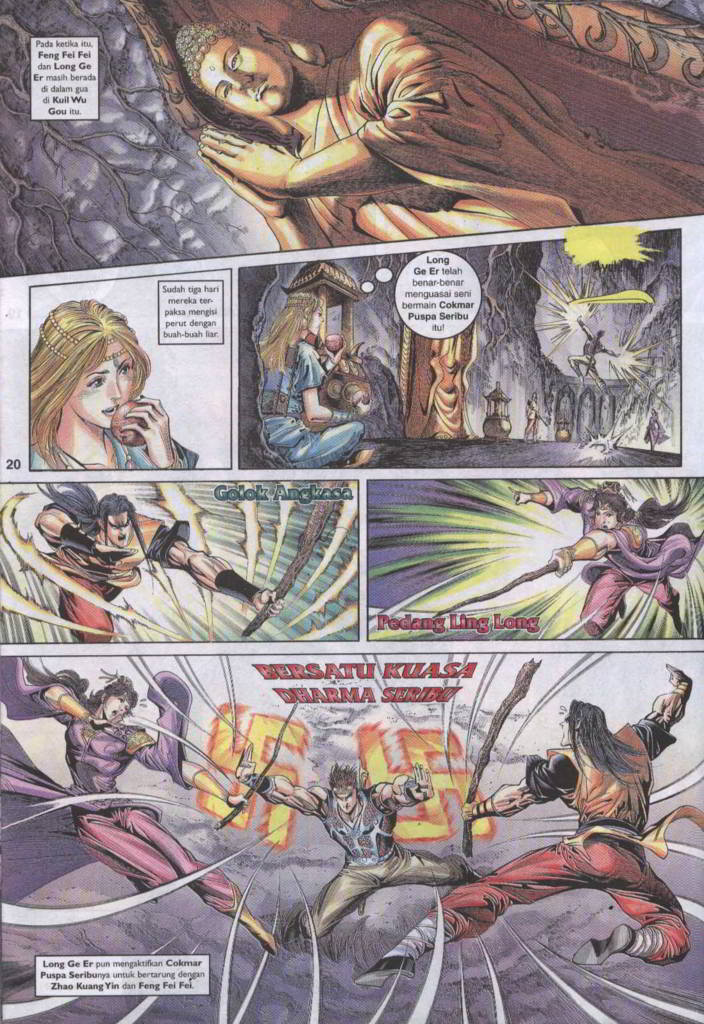 Pada ketika itu,
Feng Fei Fei
dan Long Ge
Er masih berada
di dalam gua
di Kuil Wu
Gou itu.
Sudah tiga hari
mereka ter-
paksa mengisi
perut dengan
buah-buah liar.
Long
Ge Er telah
benar-benar
menguasai seni
bermain Cokmar
Puspa Seribu
itu!
20
Golok Angkasa
Pedang Ling Long
BERSATU KUASA
DHARMA SERIBU
Long Ge Er pun mengaktifkan Cokmar
Puspa Seribunya untuk bertarung dengan
Zhao Kuang Yin dan Feng Fei Fei.